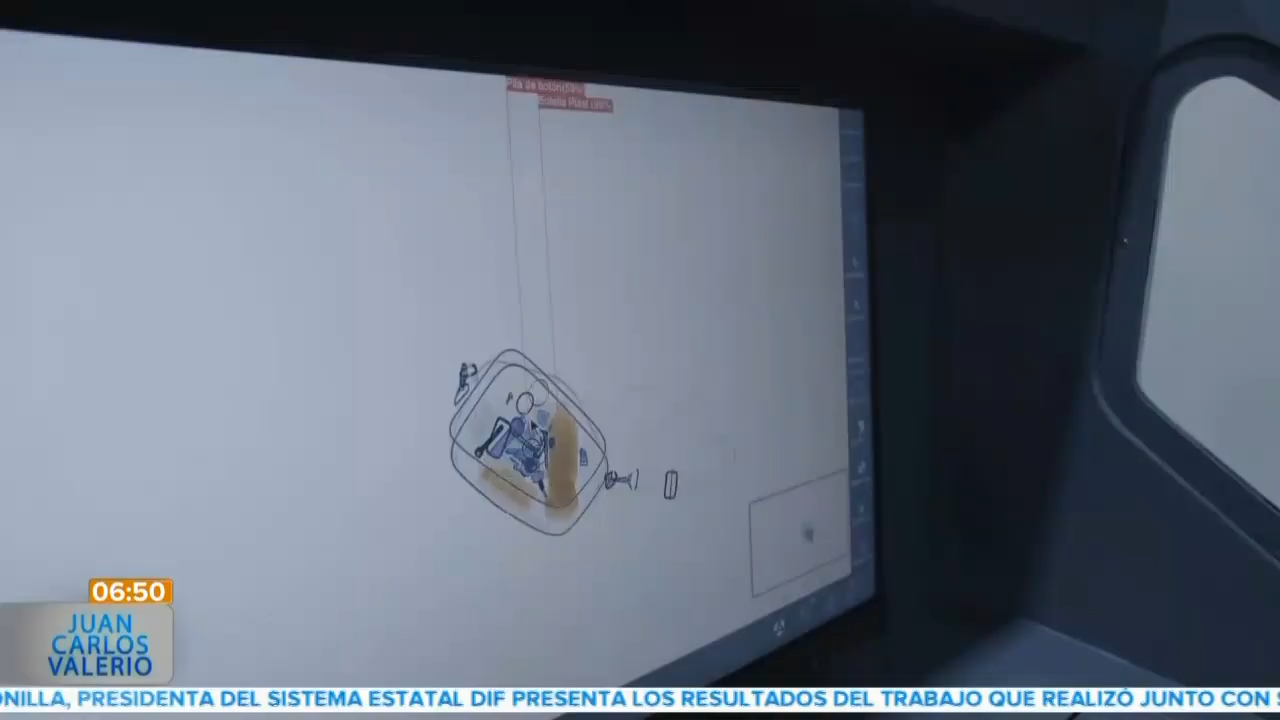 06:50
JUAN
CARLOS
VALERIO
ONILLA, PRESIDENTA DEL SISTEMA ESTATAL DIF PRESENTA LOS RESULTADOS DEL TRABAJO QUE REALIZÓ JUNTO CON